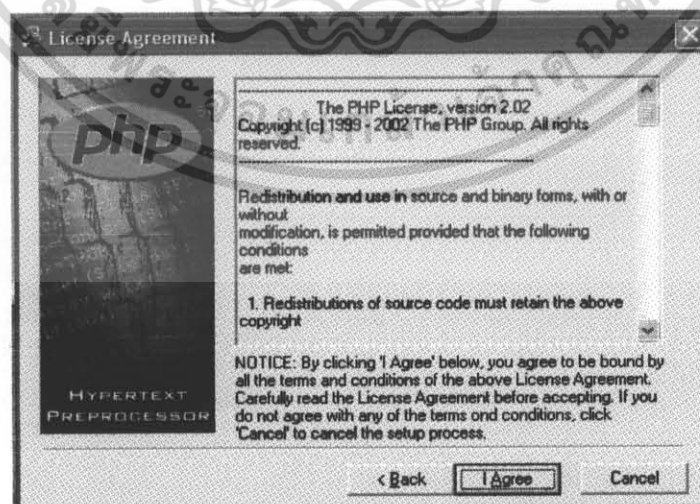 License Agreement
php
The PHP License, version 2.02
Copyright (c) 1999 - 2002 The PHP Group. All rights
reserved.
Redistribution and use in source and binary forms, with or
without
modification, is permitted provided that the following
conditions
are met:
1. Redistributions of source code must retain the above
copyright
NOTICE: By clicking 'I Agree' below, you agree to be bound by
all the terms and conditions of the above License Agreement.
Carefully read the License Agreement before accepting. If you
do not agree with any of the terms ond conditions, click
'Cancel' to cancel the setup process.
HYPERTEXT
PREPROCESSOR
< Back
I Agree
Cancel